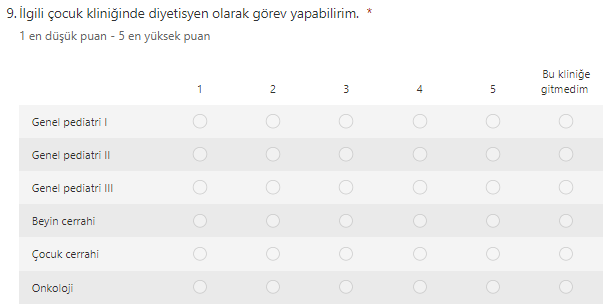 9. İlgili çocuk kliniğinde diyetisyen olarak görev yapabilirim. *
1 en düşük puan - 5 en yüksek puan
1 2 3 4 5 Bu kliniğe
gitmedim
Genel pediatri I
Genel pediatri II
Genel pediatri III
Beyin cerrahi
Çocuk cerrahi
Onkoloji